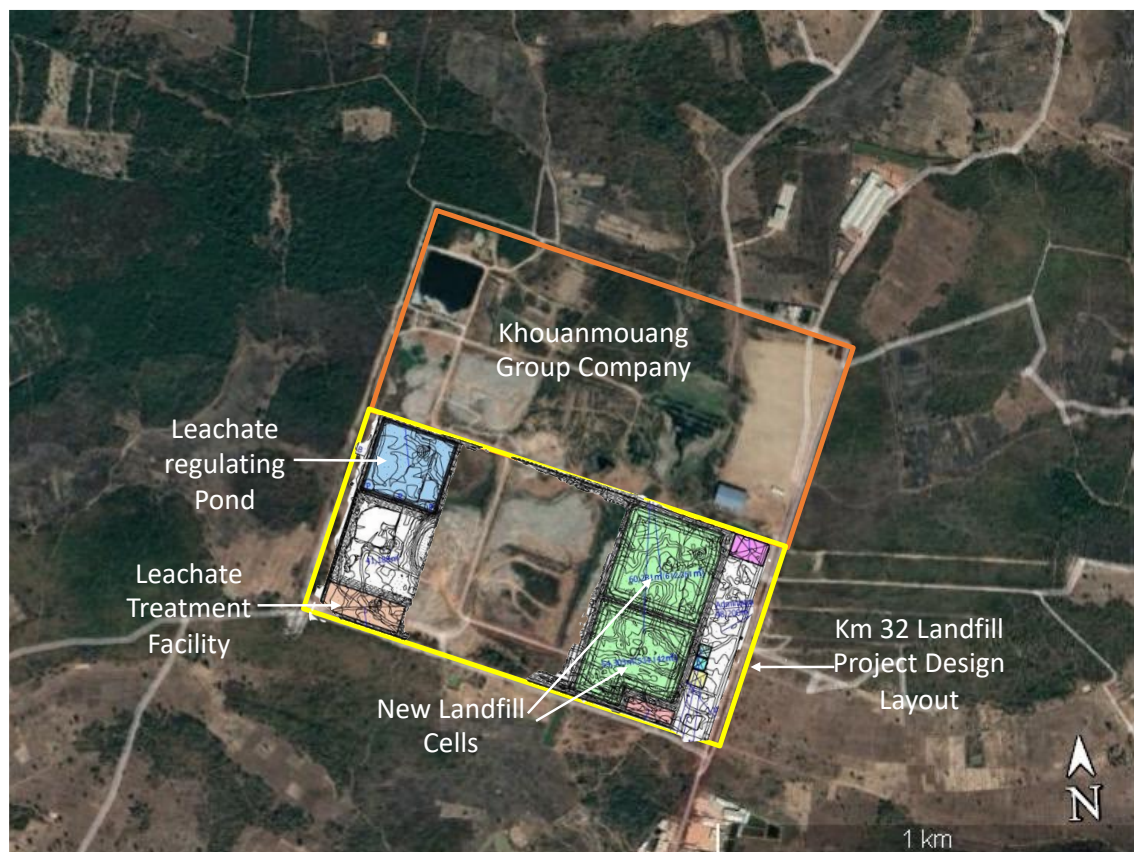 Khouanmouang
Group Company
Leachate
regulating
Pond
Leachate
Treatment
Facility
New Landfill
Cells
Km 32 Landfill
Project Design
Layout
N
1 km